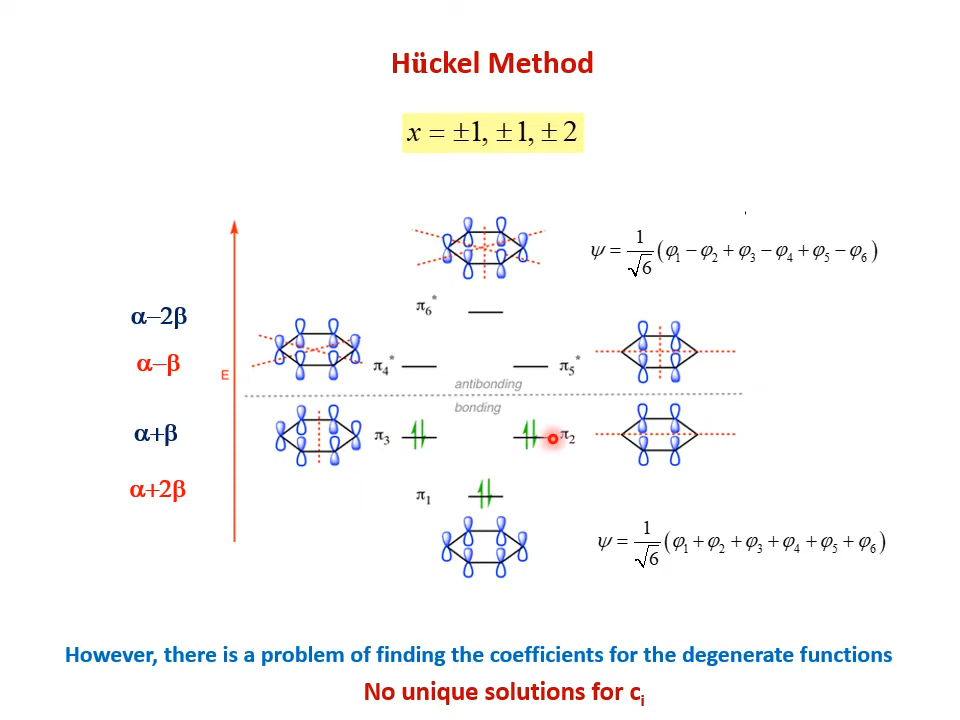 Hückel Method
x = ±1, ±1, ±2
ψ = 1/√6 (φ₁ − φ₂ + φ₃ − φ₄ + φ₅ − φ₆)
π₆*
α−2β
α−β
E
π₄*
π₅*
antibonding
bonding
α+β
π₃
π₂
α+2β
π₁
ψ = 1/√6 (φ₁ + φ₂ + φ₃ + φ₄ + φ₅ + φ₆)
However, there is a problem of finding the coefficients for the degenerate functions
No unique solutions for cᵢ